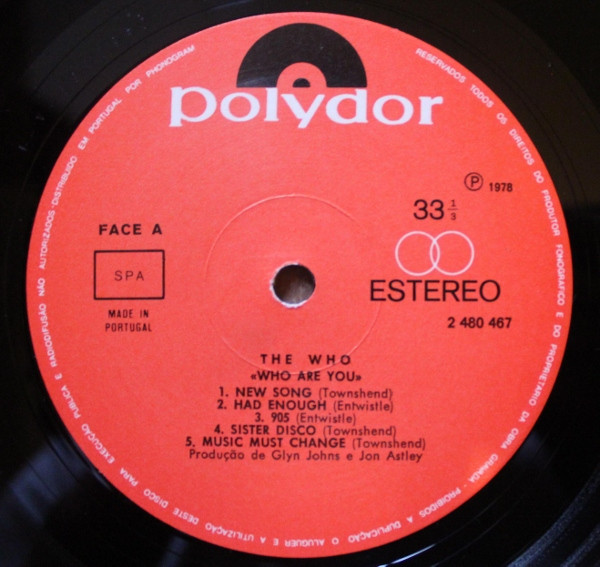 polydor
℗ 1978
33 1/3
FACE A
SPA
ESTEREO
MADE IN
PORTUGAL
2 480 467
THE WHO
«WHO ARE YOU»
1. NEW SONG (Townshend)
2. HAD ENOUGH (Entwistle)
3. 905 (Entwistle)
4. SISTER DISCO (Townshend)
5. MUSIC MUST CHANGE (Townshend)
Produção de Glyn Johns e Jon Astley
RESERVADOS TODOS OS DIREITOS DO PRODUTOR FONOGRÁFICO E DO PROPRIETÁRIO DA OBRA GRAVADA · PROIBIDOS A DUPLICAÇÃO O ALUGUER E A UTILIZAÇÃO DESTE DISCO PARA EXECUÇÃO PÚBLICA E RADIODIFUSÃO NÃO AUTORIZADOS · DISTRIBUIDO EM PORTUGAL POR PHONOGRAM